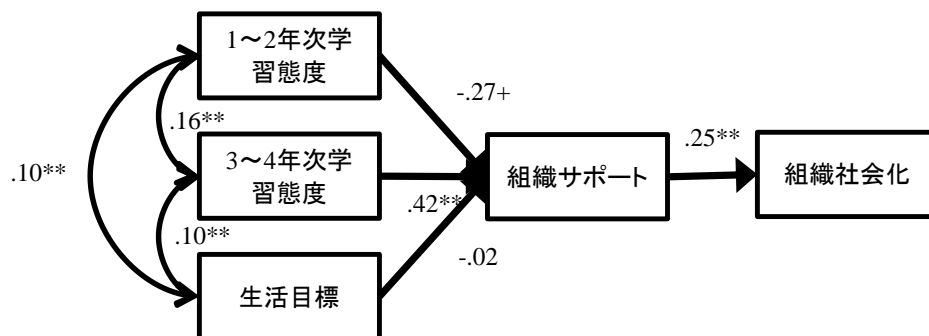 1～2年次学
習態度
-.27+
.16**
.10**
3～4年次学
習態度
.42**
組織サポート
.25**
組織社会化
.10**
-.02
生活目標